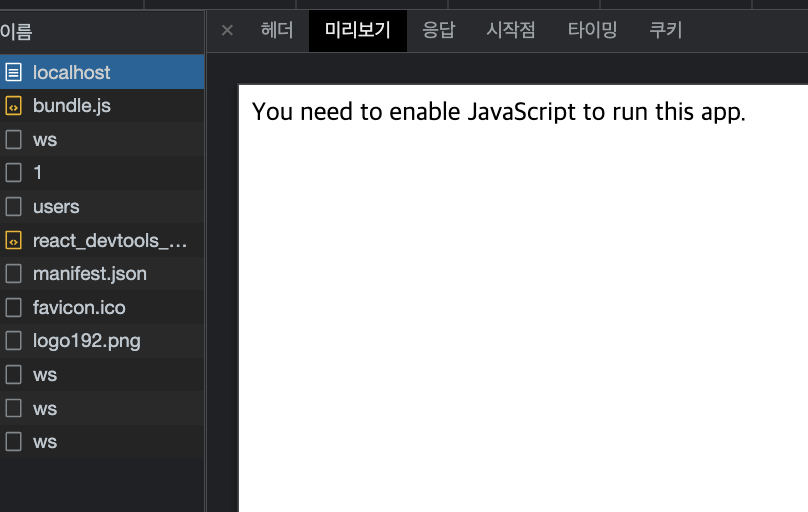 이름
헤더 미리보기 응답 시작점 타이밍 쿠키
localhost
bundle.js
ws
1
users
react_devtools_...
manifest.json
favicon.ico
logo192.png
ws
ws
ws
You need to enable JavaScript to run this app.